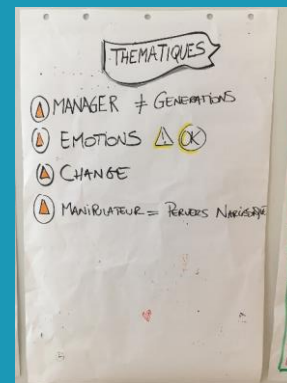 THEMATIQUES
MANAGER ≠ GENERATIONS
EMOTIONS ⚠ OK
CHANGE
MANIPULATEUR = PERVERS NARCISSIQUE